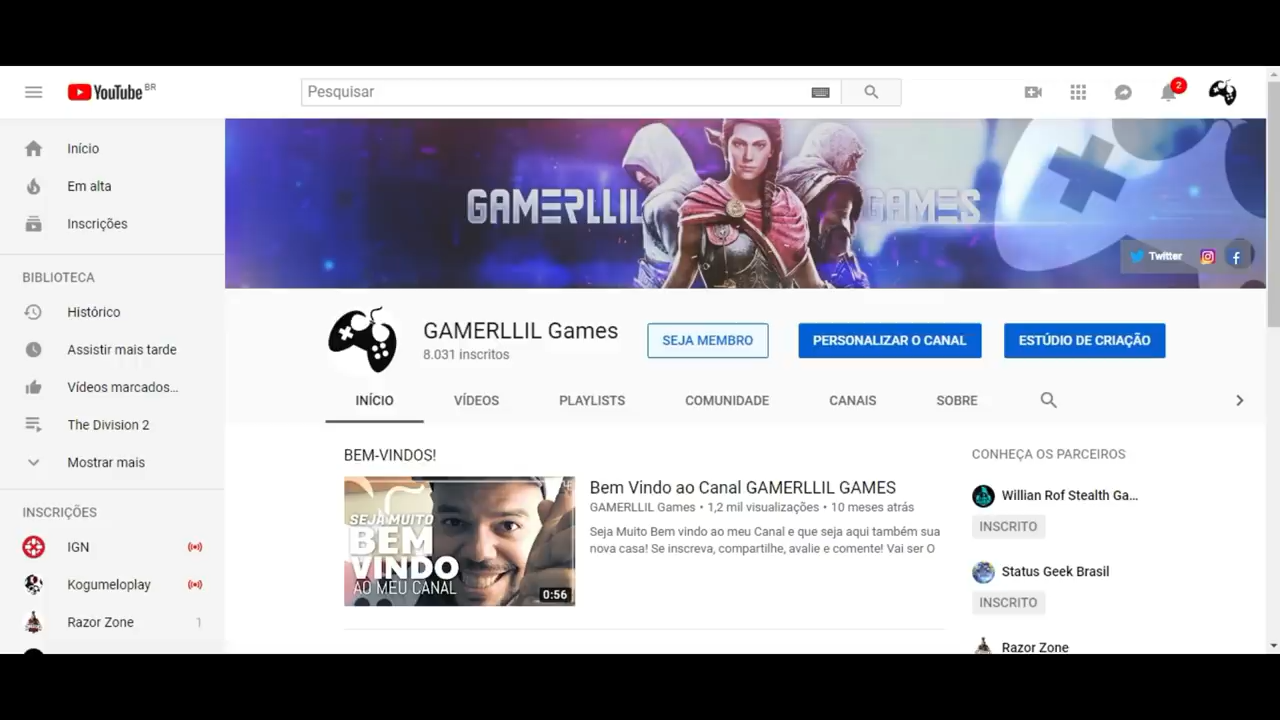 YouTube BR
Pesquisar
2
Início
Em alta
Inscrições
BIBLIOTECA
Histórico
Assistir mais tarde
Vídeos marcados...
The Division 2
Mostrar mais
INSCRIÇÕES
IGN
Kogumeloplay
Razor Zone 1
GAMERLLIL GAMES
Twitter
GAMERLLIL Games
8.031 inscritos
SEJA MEMBRO
PERSONALIZAR O CANAL
ESTÚDIO DE CRIAÇÃO
INÍCIO VÍDEOS PLAYLISTS COMUNIDADE CANAIS SOBRE
BEM-VINDOS!
SEJA MUITO
BEM
VINDO
AO MEU CANAL
0:56
Bem Vindo ao Canal GAMERLLIL GAMES
GAMERLLIL Games • 1,2 mil visualizações • 10 meses atrás
Seja Muito Bem vindo ao meu Canal e que seja aqui também sua
nova casa! Se inscreva, compartilhe, avalie e comente! Vai ser O
CONHEÇA OS PARCEIROS
Willian Rof Stealth Ga...
INSCRITO
Status Geek Brasil
INSCRITO
Razor Zone